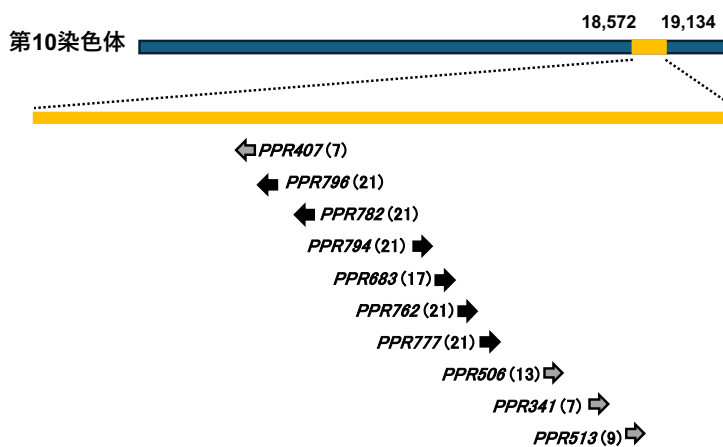 18,572 19,134
第10染色体
PPR407(7)
PPR796(21)
PPR782(21)
PPR794(21)
PPR683(17)
PPR762(21)
PPR777(21)
PPR506(13)
PPR341(7)
PPR513(9)